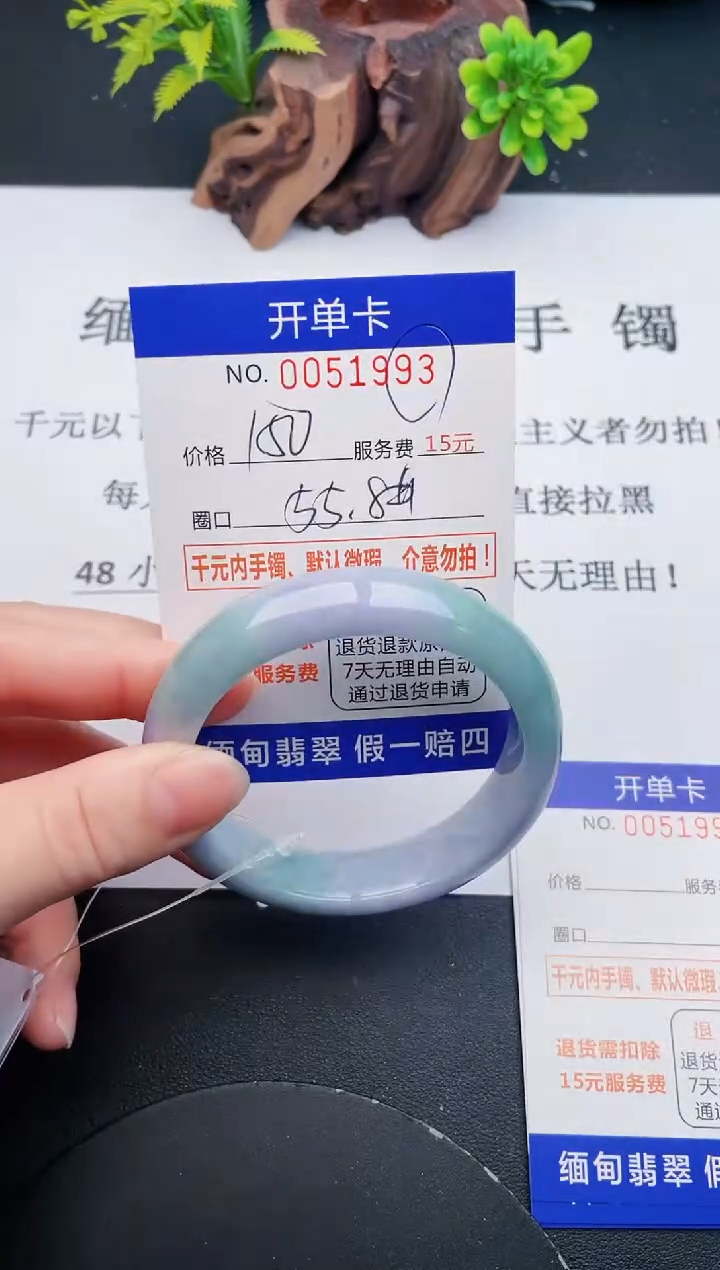 缅
手 镯
千元以
主义者勿拍！
每
直接拉黑
48 小
天无理由！
开单卡
NO. 0051993
价格 150 服务费 15元
圈口 55.8
千元内手镯、默认微瑕 介意勿拍！
服务费
退货退款
7天无理由自动
通过退货申请
缅甸翡翠 假一赔四
开单卡
NO. 005199
价格 服务
圈口
千元内手镯、默认微瑕
退货需扣除
15元服务费
退
退货
7天
通过
缅甸翡翠 假